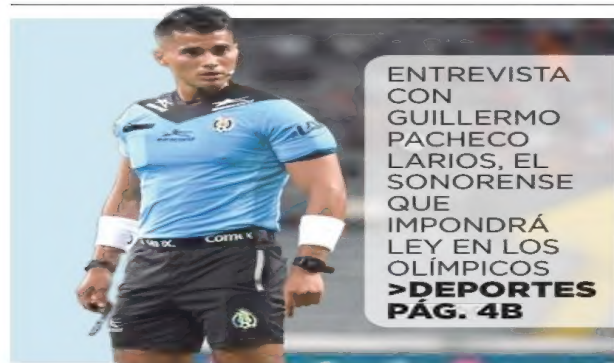 ENTREVISTA
CON
GUILLERMO
PACHECO
LARIOS, EL
SONORENSE
QUE
IMPONDRÁ
LEY EN LOS
OLÍMPICOS
>DEPORTES
PÁG. 4B
Comex